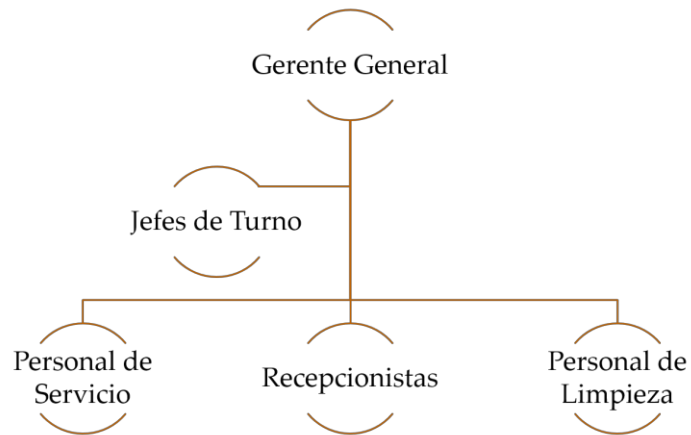 Gerente General
Jefes de Turno
Personal de
Servicio
Recepcionistas
Personal de
Limpieza